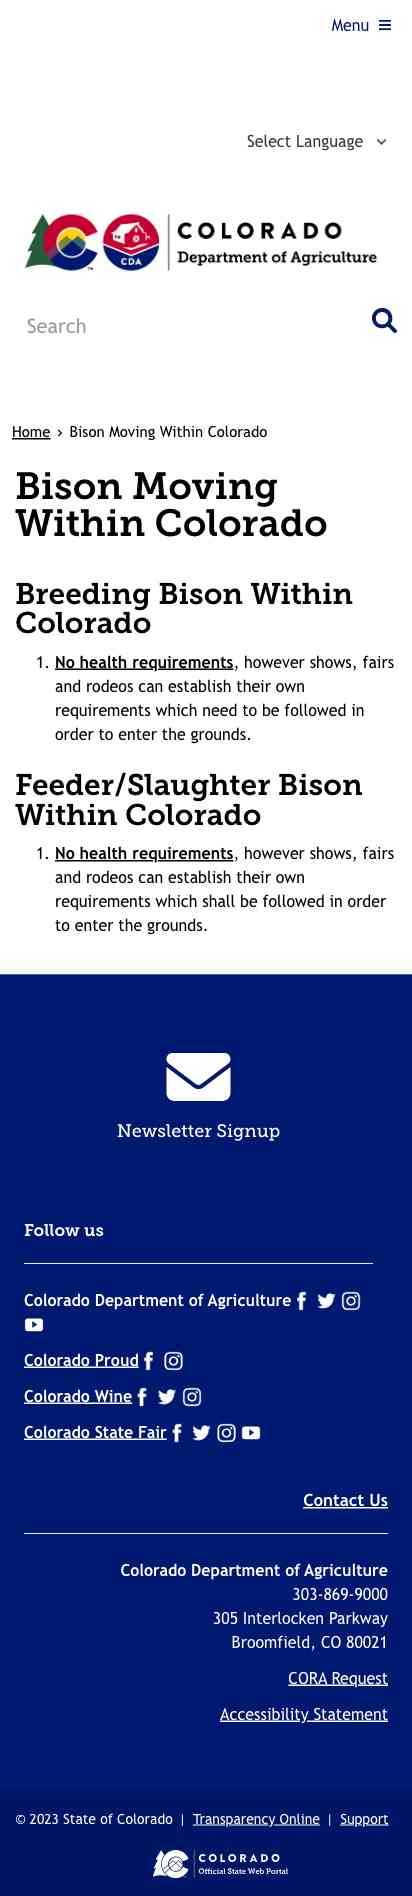 Menu
Select Language
COLORADO
CDA
Department of Agriculture
TM
Search
Home › Bison Moving Within Colorado
Bison Moving
Within Colorado
Breeding Bison Within
Colorado
1. No health requirements, however shows, fairs
and rodeos can establish their own
requirements which need to be followed in
order to enter the grounds.
Feeder/Slaughter Bison
Within Colorado
1. No health requirements, however shows, fairs
and rodeos can establish their own
requirements which shall be followed in order
to enter the grounds.
Newsletter Signup
Follow us
Colorado Department of Agriculture
Colorado Proud
Colorado Wine
Colorado State Fair
Contact Us
Colorado Department of Agriculture
303-869-9000
305 Interlocken Parkway
Broomfield, CO 80021
CORA Request
Accessibility Statement
© 2023 State of Colorado | Transparency Online | Support
COLORADO
Official State Web Portal